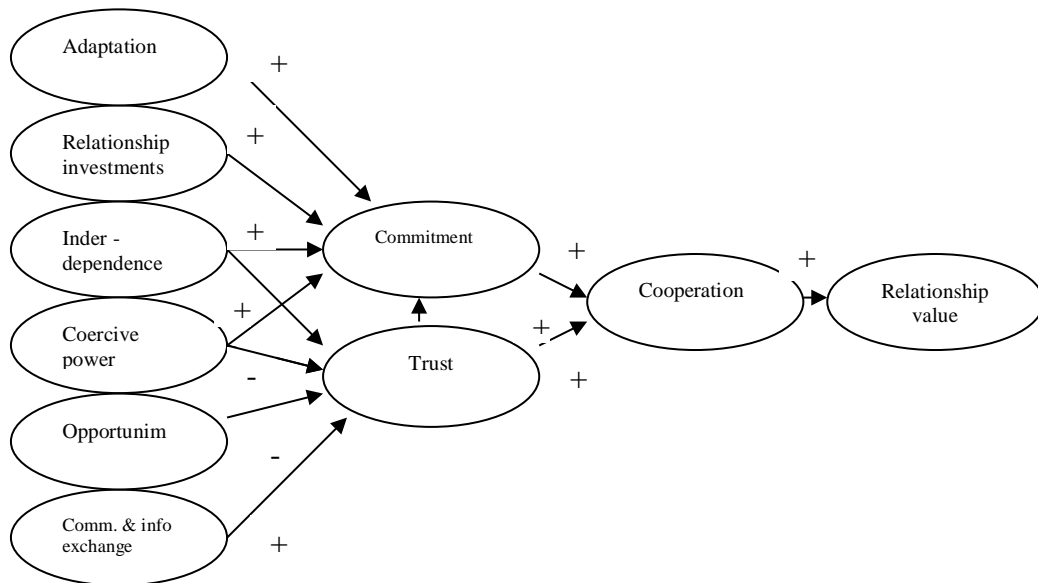 Adaptation
+
Relationship
investments
+
Inder -
dependence
+
Coercive
power
+
-
Opportunim
-
Comm. & info
exchange
+
Commitment
Trust
+
+
+
Cooperation
+
Relationship
value